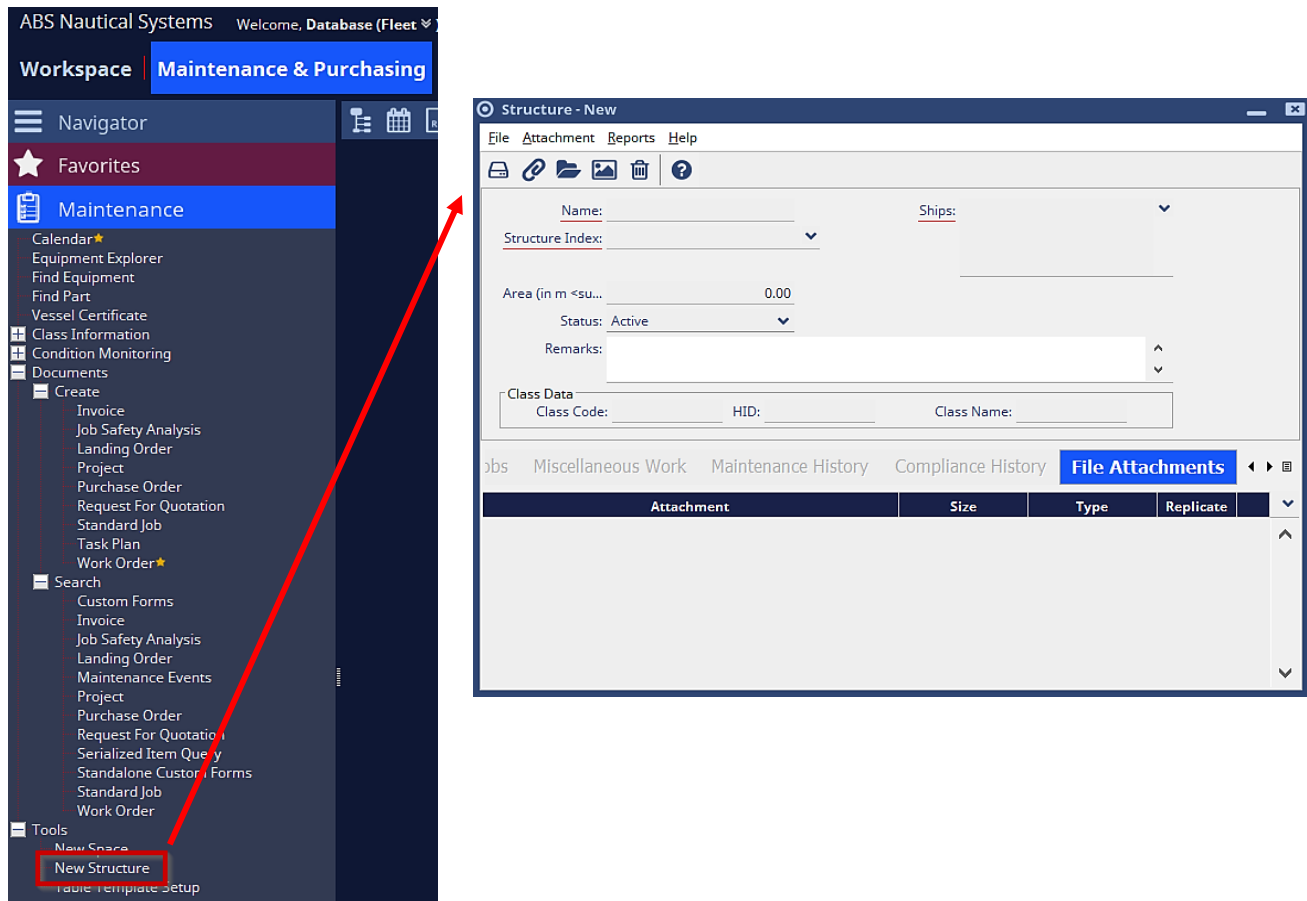 ABS Nautical Systems Welcome, Database (Fleet
Workspace Maintenance & Purchasing
Navigator
Favorites
Maintenance
Calendar
Equipment Explorer
Find Equipment
Find Part
Vessel Certificate
Class Information
Condition Monitoring
Documents
Create
Invoice
Job Safety Analysis
Landing Order
Project
Purchase Order
Request For Quotation
Standard Job
Task Plan
Work Order
Search
Custom Forms
Invoice
Job Safety Analysis
Landing Order
Maintenance Events
Project
Purchase Order
Request For Quotation
Serialized Item Query
Standalone Custom Forms
Standard Job
Work Order
Tools
New Space
New Structure
Table Template Setup
Structure - New
File Attachment Reports Help
Name: Ships:
Structure Index:
Area (in m <su... 0.00
Status: Active
Remarks:
Class Data
Class Code: HID: Class Name:
obs Miscellaneous Work Maintenance History Compliance History File Attachments
Attachment Size Type Replicate